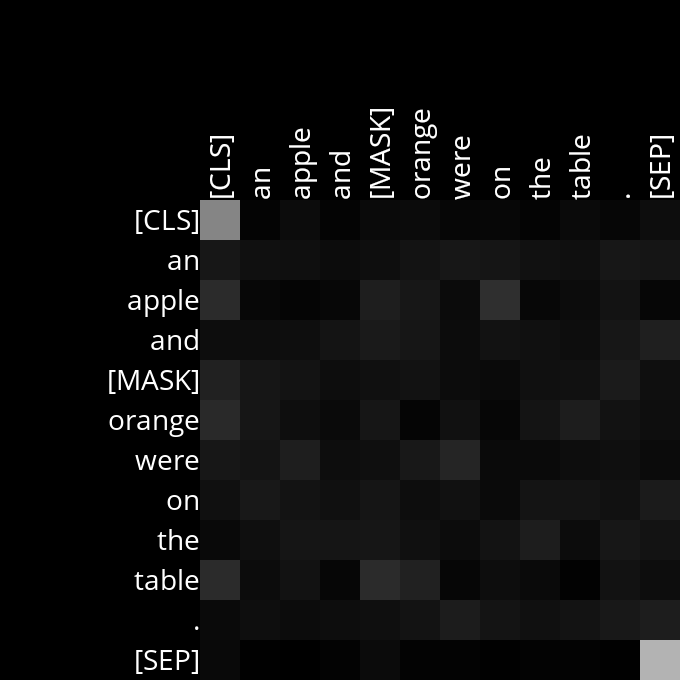 [CLS]
an
apple
and
[MASK]
orange
were
on
the
table
.
[SEP]
[CLS]
an
apple
and
[MASK]
orange
were
on
the
table
.
[SEP]